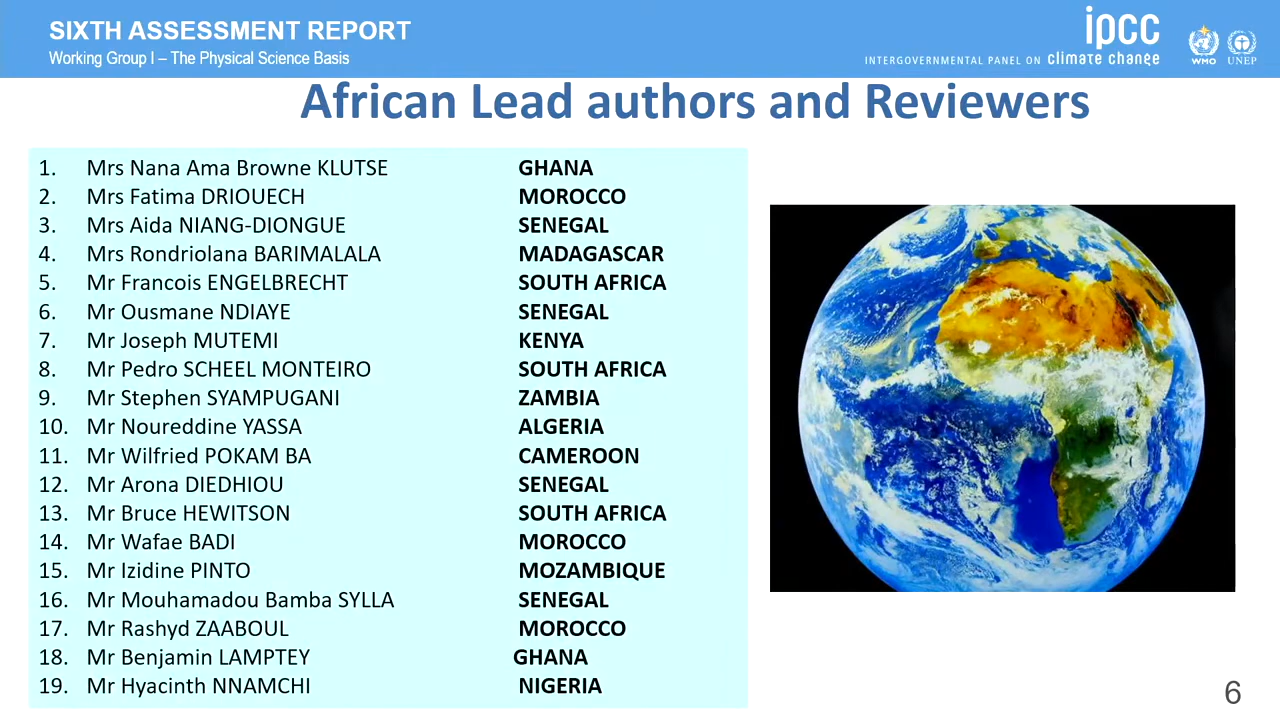 SIXTH ASSESSMENT REPORT
Working Group I – The Physical Science Basis
ipcc
INTERGOVERNMENTAL PANEL ON climate change
WMO
UNEP
African Lead authors and Reviewers
1. Mrs Nana Ama Browne KLUTSE GHANA
2. Mrs Fatima DRIOUECH MOROCCO
3. Mrs Aida NIANG-DIONGUE SENEGAL
4. Mrs Rondriolana BARIMALALA MADAGASCAR
5. Mr Francois ENGELBRECHT SOUTH AFRICA
6. Mr Ousmane NDIAYE SENEGAL
7. Mr Joseph MUTEMI KENYA
8. Mr Pedro SCHEEL MONTEIRO SOUTH AFRICA
9. Mr Stephen SYAMPUGANI ZAMBIA
10. Mr Noureddine YASSA ALGERIA
11. Mr Wilfried POKAM BA CAMEROON
12. Mr Arona DIEDHIOU SENEGAL
13. Mr Bruce HEWITSON SOUTH AFRICA
14. Mr Wafae BADI MOROCCO
15. Mr Izidine PINTO MOZAMBIQUE
16. Mr Mouhamadou Bamba SYLLA SENEGAL
17. Mr Rashyd ZAABOUL MOROCCO
18. Mr Benjamin LAMPTEY GHANA
19. Mr Hyacinth NNAMCHI NIGERIA
6